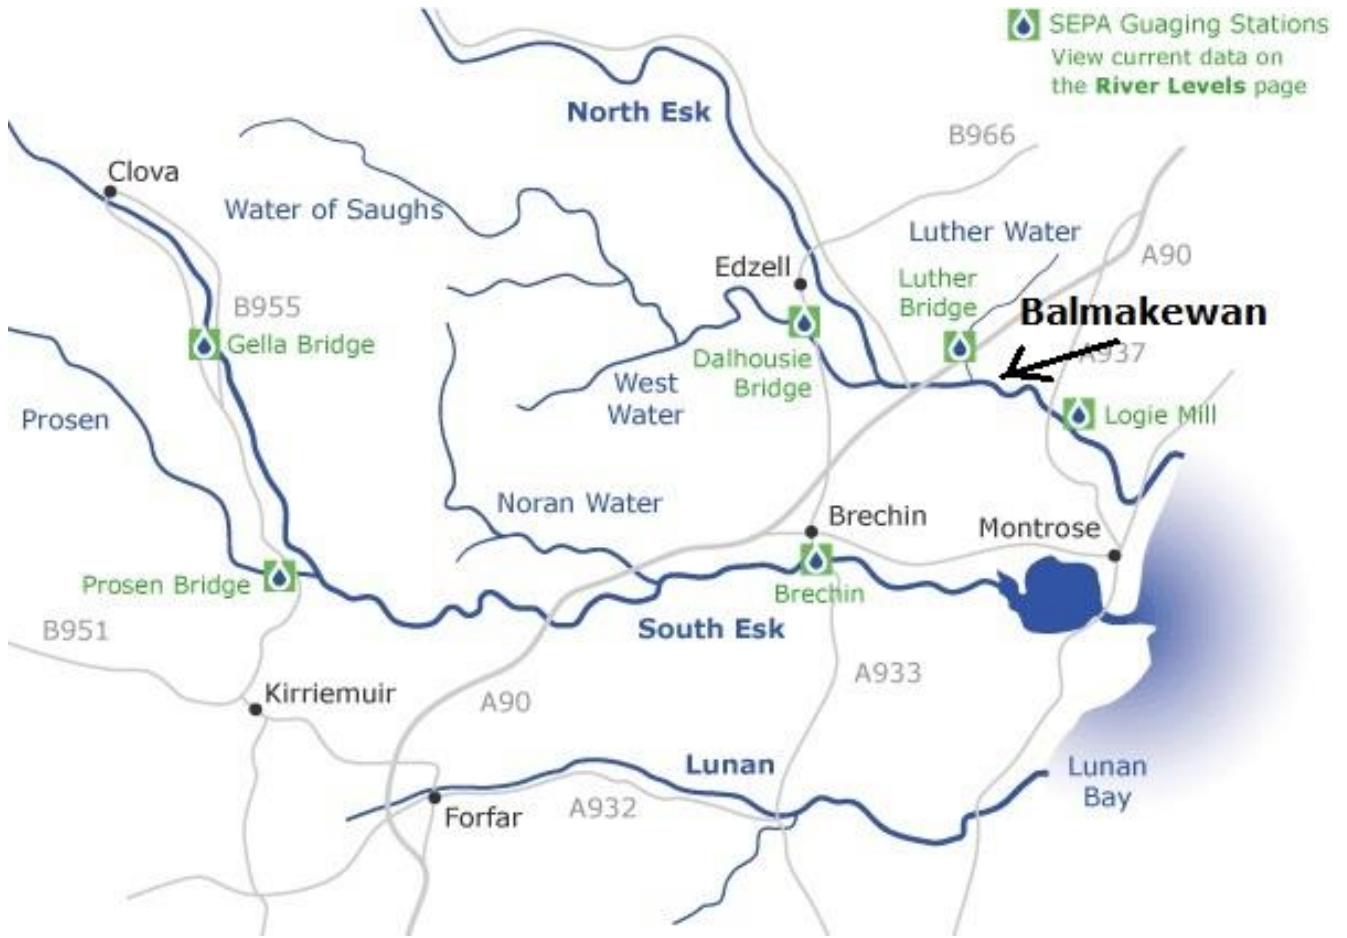 SEPA Guaging Stations
View current data on
the River Levels page
North Esk
B966
Clova
Water of Saughs
Luther Water
A90
Edzell
Luther
Bridge
B955
Balmakewan
Gella Bridge
Dalhousie
Bridge
A937
West
Water
Prosen
Logie Mill
Noran Water
Brechin
Montrose
Prosen Bridge
Brechin
B951
South Esk
A933
Kirriemuir
A90
Lunan
Lunan
Bay
A932
Forfar